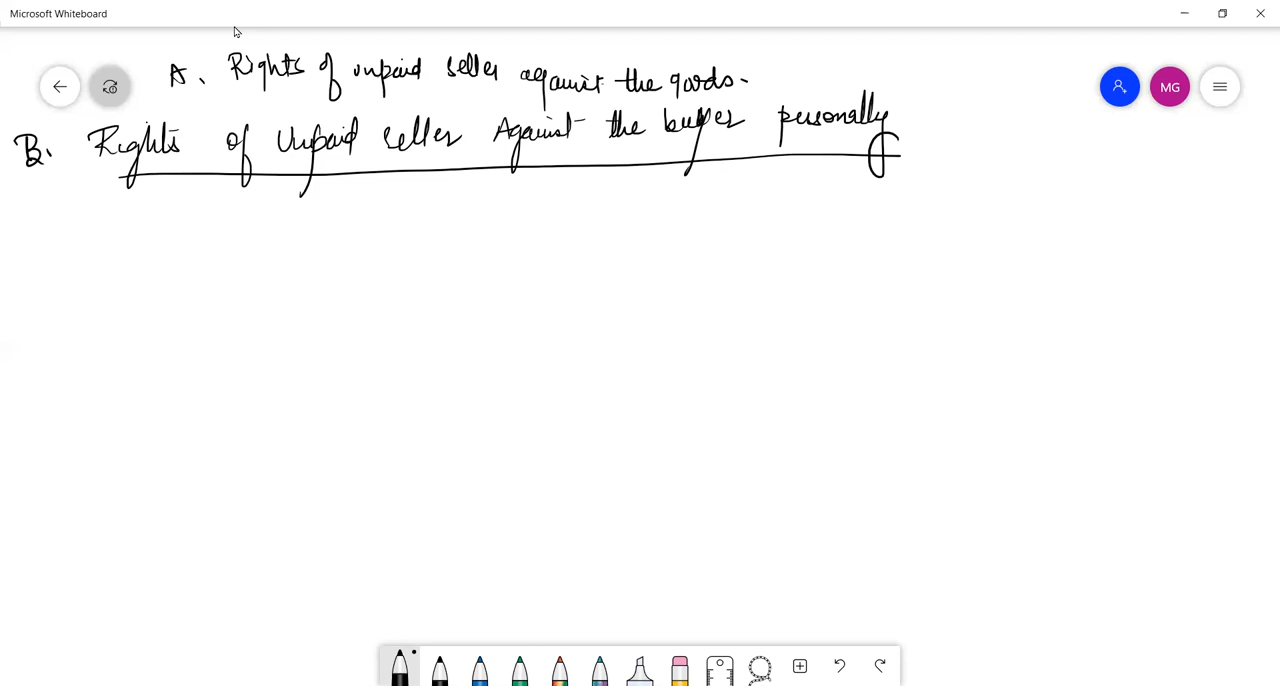 Microsoft Whiteboard
A. Rights of unpaid seller against the goods.
MG
B. Rights of Unpaid seller Against the buyer personally